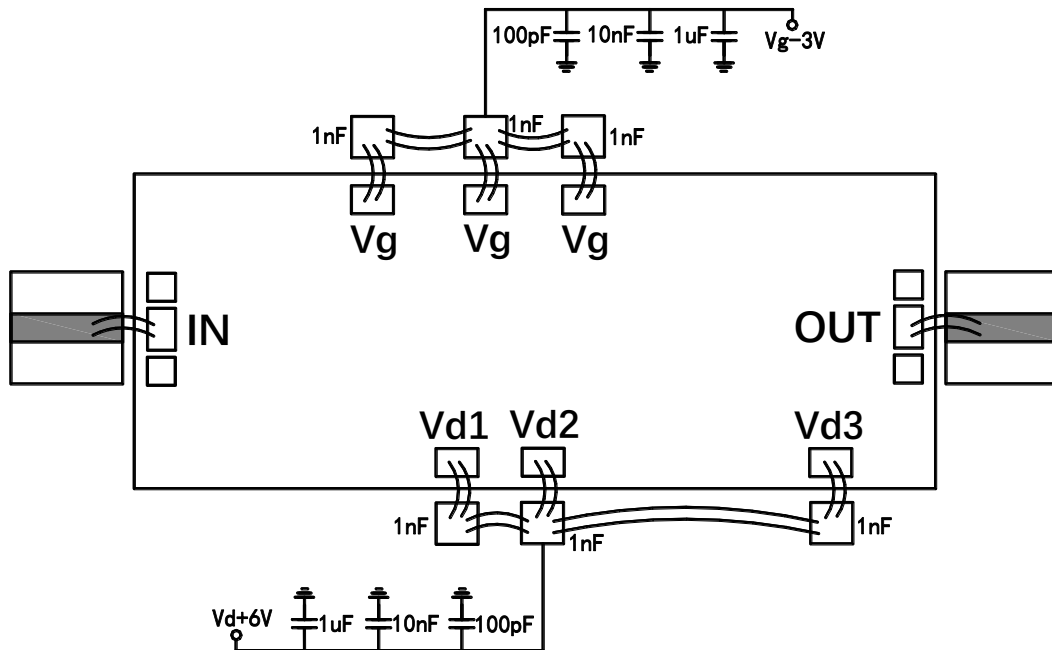 100pF 10nF 1uF Vg-3V
1nF 1nF 1nF
Vg Vg Vg
IN OUT
Vd1 Vd2 Vd3
1nF 1nF 1nF
Vd+6V 1uF 10nF 100pF